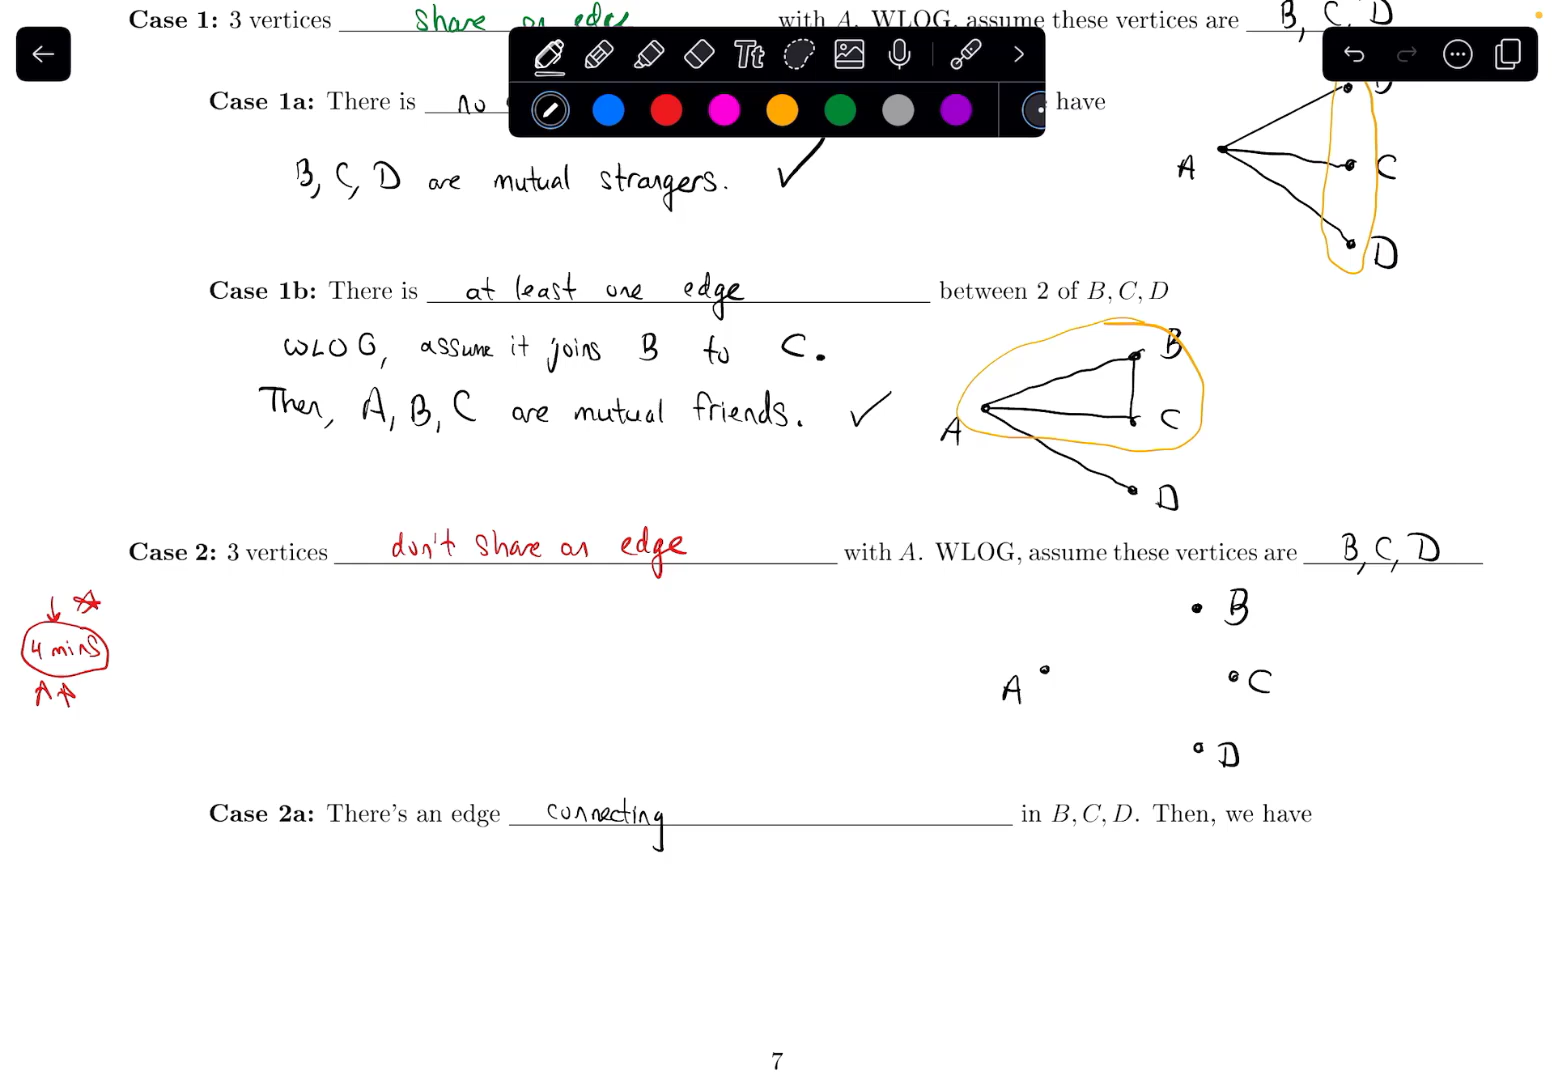 Case 1: 3 vertices share an edge with A. WLOG, assume these vertices are B, C, D
Case 1a: There is no have
Tt
B, C, D are mutual strangers. ✓
A
C
D
Case 1b: There is at least one edge between 2 of B, C, D
WLOG, assume it joins B to C.
Then, A, B, C are mutual friends. ✓
B
C
A
D
Case 2: 3 vertices don't share an edge with A. WLOG, assume these vertices are B, C, D
4 mins
B
A
C
D
Case 2a: There's an edge connecting in B, C, D. Then, we have
7